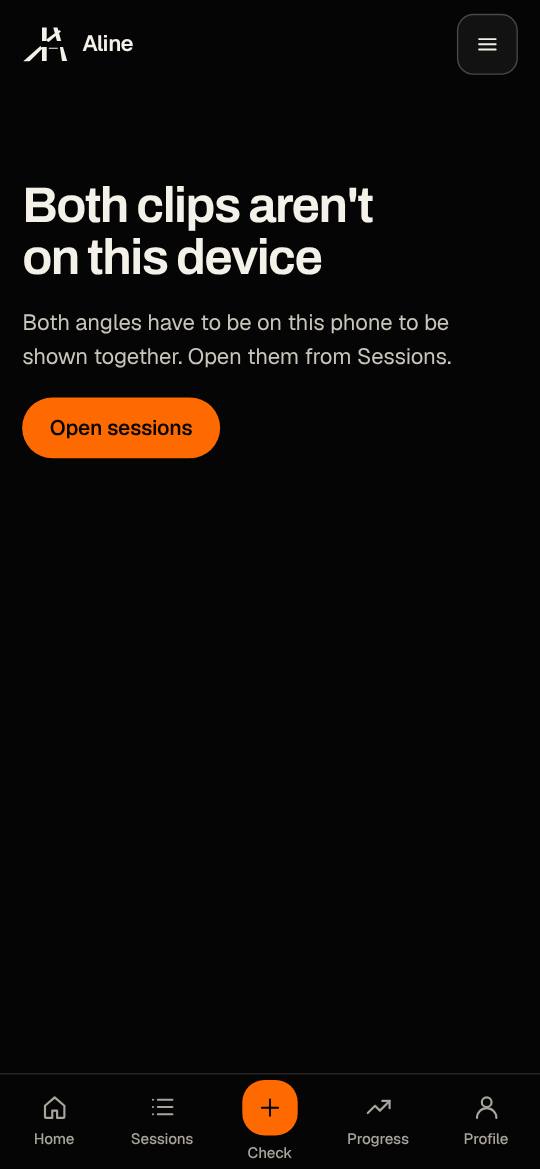 Aline
Both clips aren't
on this device
Both angles have to be on this phone to be
shown together. Open them from Sessions.
Open sessions
Home
Sessions
Check
Progress
Profile